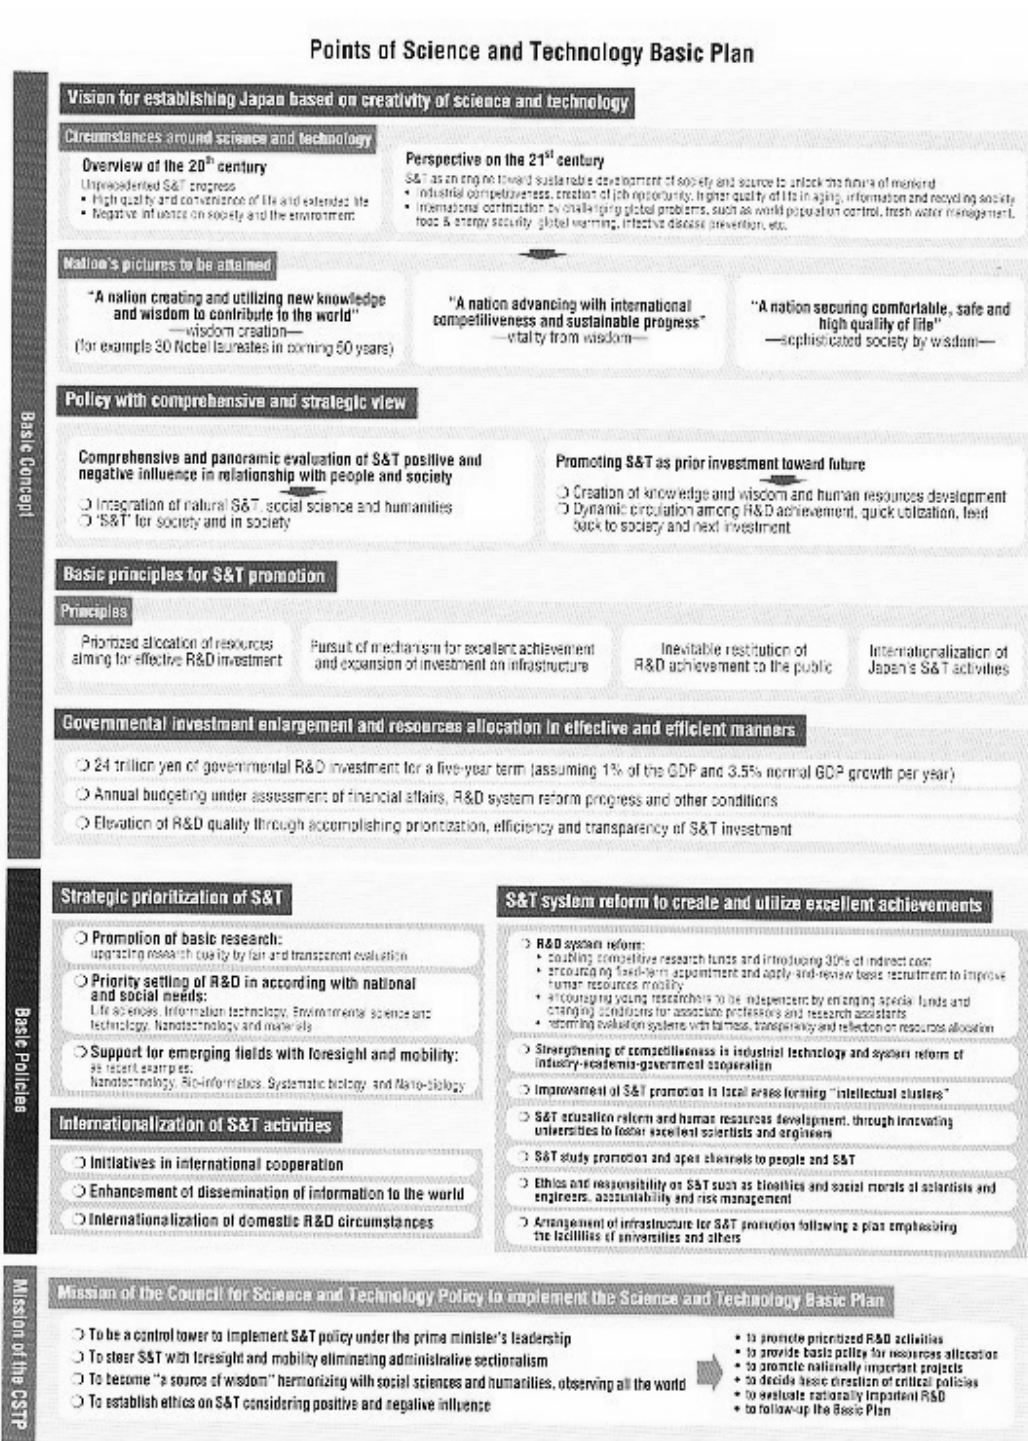 Points of Science and Technology Basic Plan
Basic Concept
Vision for establishing Japan based on creativity of science and technology
Circumstances around science and technology
Overview of the 20th century
Unprecedented S&T progress
• High quality and convenience of life and extended life
• Negative influence on society and the environment
Perspective on the 21st century
S&T as an engine toward sustainable development of society and source to unlock the future of mankind
• Industrial competitiveness, creation of job opportunity, higher quality of life in aging, information and recycling society
• International contribution by challenging global problems, such as world population control, fresh water management,
food & energy security, global warming, infective disease prevention, etc.
Nation's pictures to be attained
"A nation creating and utilizing new knowledge
and wisdom to contribute to the world"
—wisdom creation—
(for example 30 Nobel laureates in coming 50 years)
"A nation advancing with international
competitiveness and sustainable progress"
—vitality from wisdom—
"A nation securing comfortable, safe and
high quality of life"
—sophisticated society by wisdom—
Policy with comprehensive and strategic view
Comprehensive and panoramic evaluation of S&T positive and
negative influence in relationship with people and society
❍ Integration of natural S&T, social science and humanities
❍ 'S&T' for society and in society
Promoting S&T as prior investment toward future
❍ Creation of knowledge and wisdom and human resources development
❍ Dynamic circulation among R&D achievement, quick utilization, feed
back to society and next investment
Basic principles for S&T promotion
Principles
Prioritized allocation of resources
aiming for effective R&D investment
Pursuit of mechanism for excellent achievement
and expansion of investment on infrastructure
Inevitable restitution of
R&D achievement to the public
Internationalization of
Japan's S&T activities
Governmental investment enlargement and resources allocation in effective and efficient manners
❍ 24 trillion yen of governmental R&D investment for a five-year term (assuming 1% of the GDP and 3.5% normal GDP growth per year)
❍ Annual budgeting under assessment of financial affairs, R&D system reform progress and other conditions
❍ Elevation of R&D quality through accomplishing prioritization, efficiency and transparency of S&T investment
Basic Policies
Strategic prioritization of S&T
❍ Promotion of basic research:
upgrading research quality by fair and transparent evaluation
❍ Priority setting of R&D in according with national
and social needs:
Life sciences, Information technology, Environmental science and
technology, Nanotechnology and materials
❍ Support for emerging fields with foresight and mobility:
as recent examples:
Nanotechnology, Bio-informatics, Systematic biology, and Nano-biology
Internationalization of S&T activities
❍ Initiatives in international cooperation
❍ Enhancement of dissemination of information to the world
❍ Internationalization of domestic R&D circumstances
S&T system reform to create and utilize excellent achievements
❍ R&D system reform:
• doubling competitive research funds and introducing 30% of indirect cost
• encouraging fixed-term appointment and apply-and-review basis recruitment to improve
human resources mobility
• encouraging young researchers to be independent by enlarging special funds and
changing conditions for associate professors and research assistants
• reforming evaluation systems with fairness, transparency and reflection on resources allocation
❍ Strengthening of competitiveness in industrial technology and system reform of
industry-academia-government cooperation
❍ Improvement of S&T promotion in local areas forming "intellectual clusters"
❍ S&T education reform and human resources development, through innovating
universities to foster excellent scientists and engineers
❍ S&T study promotion and open channels to people and S&T
❍ Ethics and responsibility on S&T such as bioethics and social morals of scientists and
engineers, accountability and risk management
❍ Arrangement of infrastructure for S&T promotion following a plan emphasizing
the facilities of universities and others
Mission of the CSTP
Mission of the Council for Science and Technology Policy to implement the Science and Technology Basic Plan
❍ To be a control tower to implement S&T policy under the prime minister's leadership
❍ To steer S&T with foresight and mobility eliminating administrative sectionalism
❍ To become "a source of wisdom" harmonizing with social sciences and humanities, observing all the world
❍ To establish ethics on S&T considering positive and negative influence
• to promote prioritized R&D activities
• to provide basic policy for resources allocation
• to promote nationally important projects
• to decide basic direction of critical policies
• to evaluate nationally important R&D
• to follow-up the Basic Plan